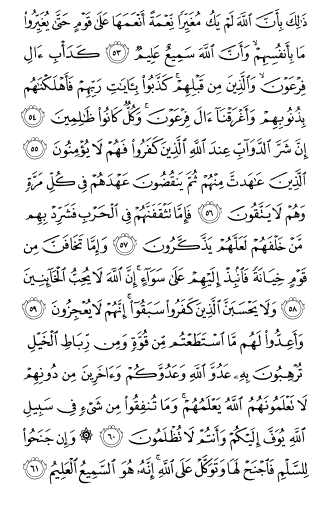 ذَٰلِكَ بِأَنَّ ٱللَّهَ لَمْ يَكُ مُغَيِّرًا نِّعْمَةً أَنْعَمَهَا عَلَىٰ قَوْمٍ حَتَّىٰ يُغَيِّرُوا۟
مَا بِأَنفُسِهِمْ ۙ وَأَنَّ ٱللَّهَ سَمِيعٌ عَلِيمٌ ٥٣ كَدَأْبِ ءَالِ
فِرْعَوْنَ ۙ وَٱلَّذِينَ مِن قَبْلِهِمْ ۚ كَذَّبُوا۟ بِـَٔايَٰتِ رَبِّهِمْ فَأَهْلَكْنَٰهُم
بِذُنُوبِهِمْ وَأَغْرَقْنَآ ءَالَ فِرْعَوْنَ ۚ وَكُلٌّ كَانُوا۟ ظَٰلِمِينَ ٥٤
إِنَّ شَرَّ ٱلدَّوَآبِّ عِندَ ٱللَّهِ ٱلَّذِينَ كَفَرُوا۟ فَهُمْ لَا يُؤْمِنُونَ ٥٥
ٱلَّذِينَ عَٰهَدتَّ مِنْهُمْ ثُمَّ يَنقُضُونَ عَهْدَهُمْ فِى كُلِّ مَرَّةٍ
وَهُمْ لَا يَتَّقُونَ ٥٦ فَإِمَّا تَثْقَفَنَّهُمْ فِى ٱلْحَرْبِ فَشَرِّدْ بِهِم
مَّنْ خَلْفَهُمْ لَعَلَّهُمْ يَذَّكَّرُونَ ٥٧ وَإِمَّا تَخَافَنَّ مِن
قَوْمٍ خِيَانَةً فَٱنۢبِذْ إِلَيْهِمْ عَلَىٰ سَوَآءٍ ۚ إِنَّ ٱللَّهَ لَا يُحِبُّ ٱلْخَآئِنِينَ
٥٨ وَلَا يَحْسَبَنَّ ٱلَّذِينَ كَفَرُوا۟ سَبَقُوٓا۟ ۚ إِنَّهُمْ لَا يُعْجِزُونَ ٥٩
وَأَعِدُّوا۟ لَهُم مَّا ٱسْتَطَعْتُم مِّن قُوَّةٍ وَمِن رِّبَاطِ ٱلْخَيْلِ
تُرْهِبُونَ بِهِۦ عَدُوَّ ٱللَّهِ وَعَدُوَّكُمْ وَءَاخَرِينَ مِن دُونِهِمْ
لَا تَعْلَمُونَهُمُ ٱللَّهُ يَعْلَمُهُمْ ۚ وَمَا تُنفِقُوا۟ مِن شَىْءٍ فِى سَبِيلِ
ٱللَّهِ يُوَفَّ إِلَيْكُمْ وَأَنتُمْ لَا تُظْلَمُونَ ٦٠ ۞ وَإِن جَنَحُوا۟
لِلسَّلْمِ فَٱجْنَحْ لَهَا وَتَوَكَّلْ عَلَى ٱللَّهِ ۚ إِنَّهُۥ هُوَ ٱلسَّمِيعُ ٱلْعَلِيمُ ٦١